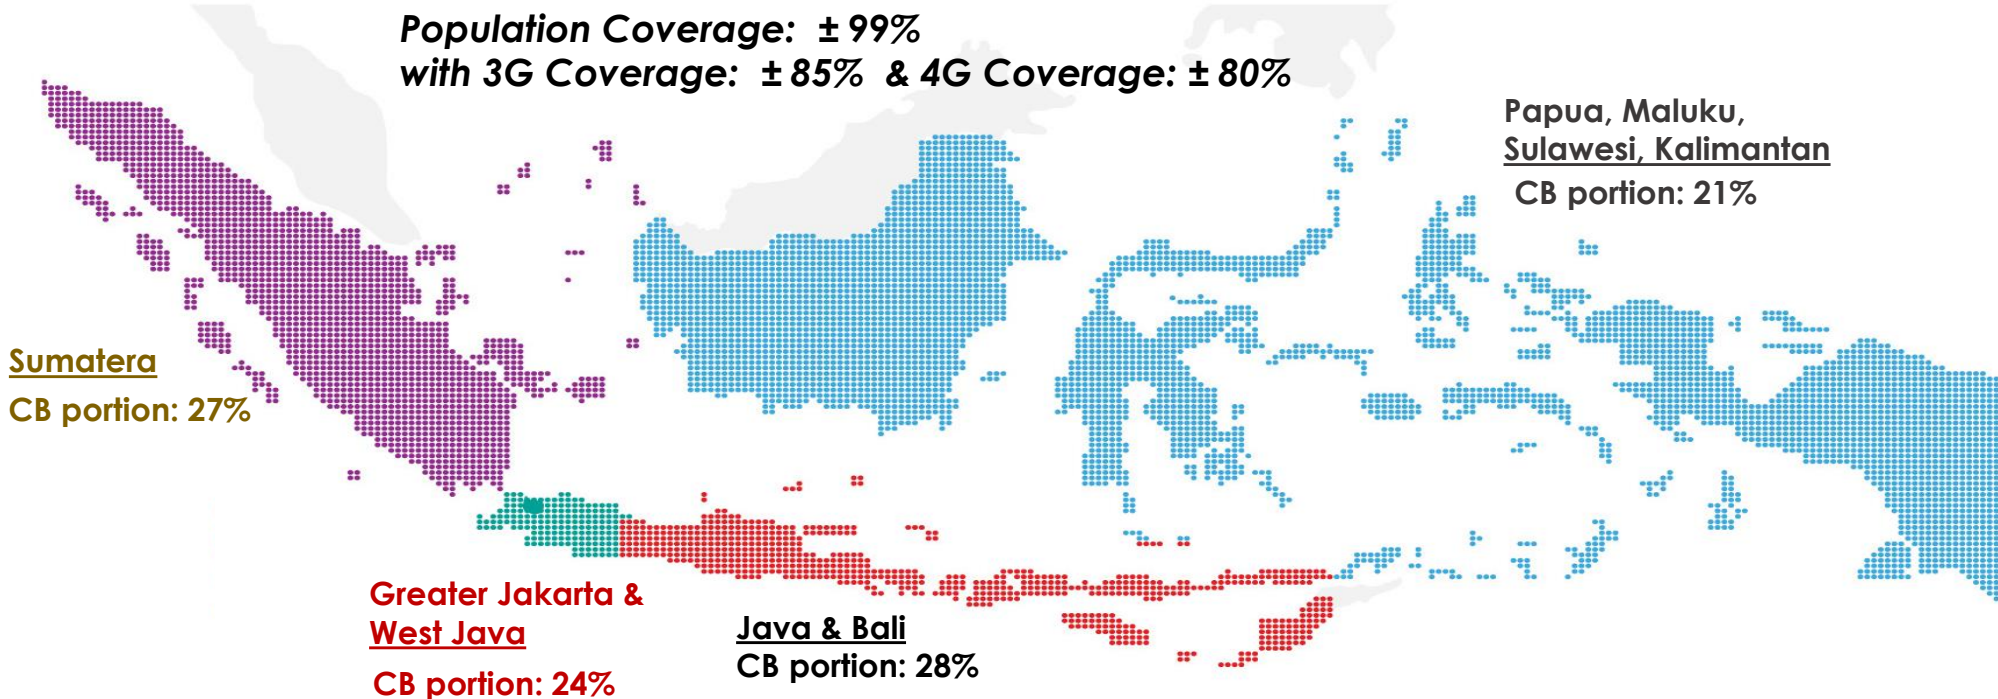 Population Coverage: ± 99%
with 3G Coverage: ± 85% & 4G Coverage: ± 80%
Papua, Maluku,
Sulawesi, Kalimantan
CB portion: 21%
Sumatera
CB portion: 27%
Greater Jakarta &
West Java
CB portion: 24%
Java & Bali
CB portion: 28%